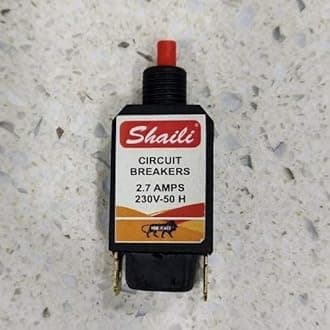 Shaili
CIRCUIT
BREAKERS
2.7 AMPS
230V-50 H